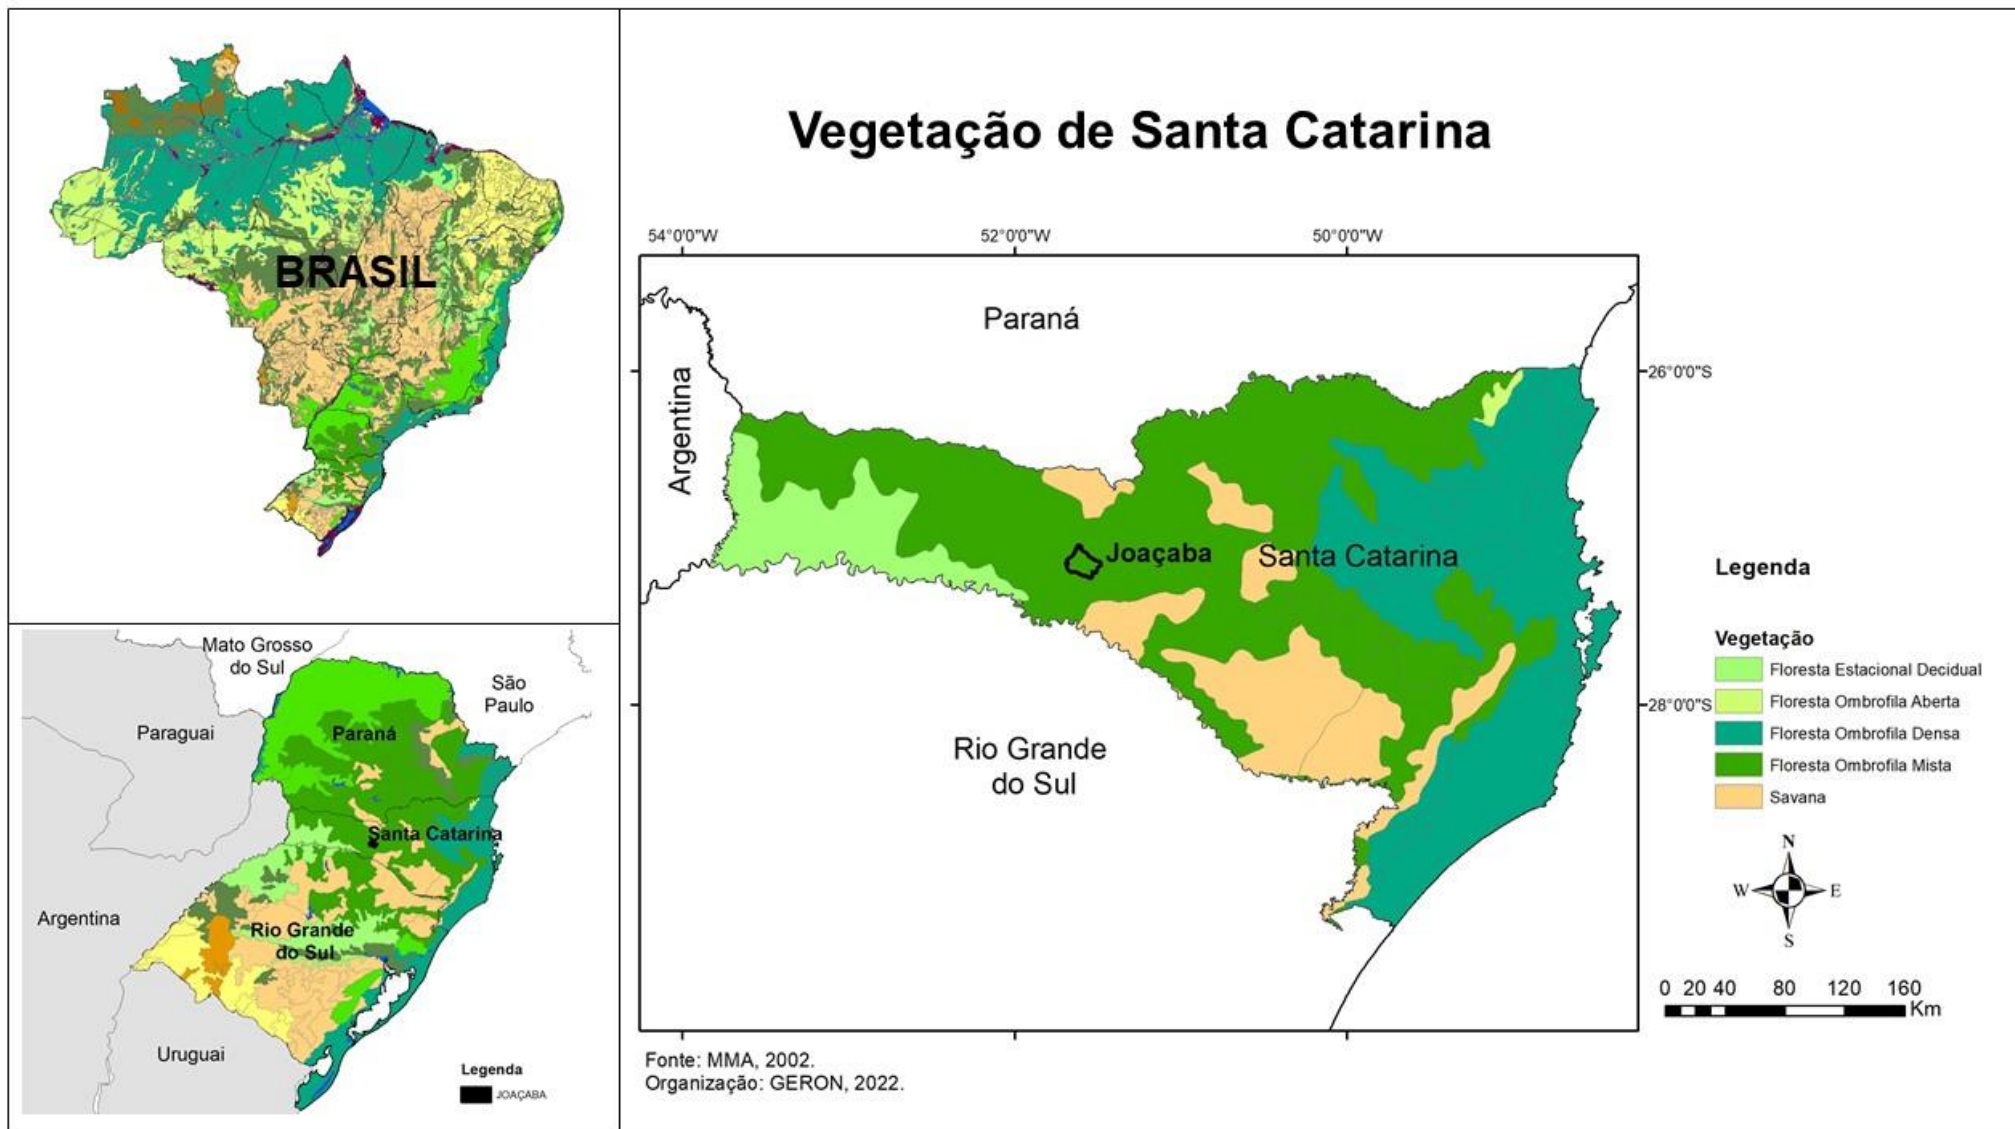 BRASIL
Mato Grosso
do Sul
São
Paulo
Paraguai
Paraná
Santa Catarina
Argentina
Rio Grande
do Sul
Uruguai
Legenda
JOAÇABA
Vegetação de Santa Catarina
54°0'0"W
52°0'0"W
50°0'0"W
Paraná
Argentina
26°0'0"S
Joaçaba
Santa Catarina
28°0'0"S
Rio Grande
do Sul
Legenda
Vegetação
Floresta Estacional Decidual
Floresta Ombrofila Aberta
Floresta Ombrofila Densa
Floresta Ombrofila Mista
Savana
N
W
E
S
0 20 40 80 120 160
Km
Fonte: MMA, 2002.
Organização: GERON, 2022.